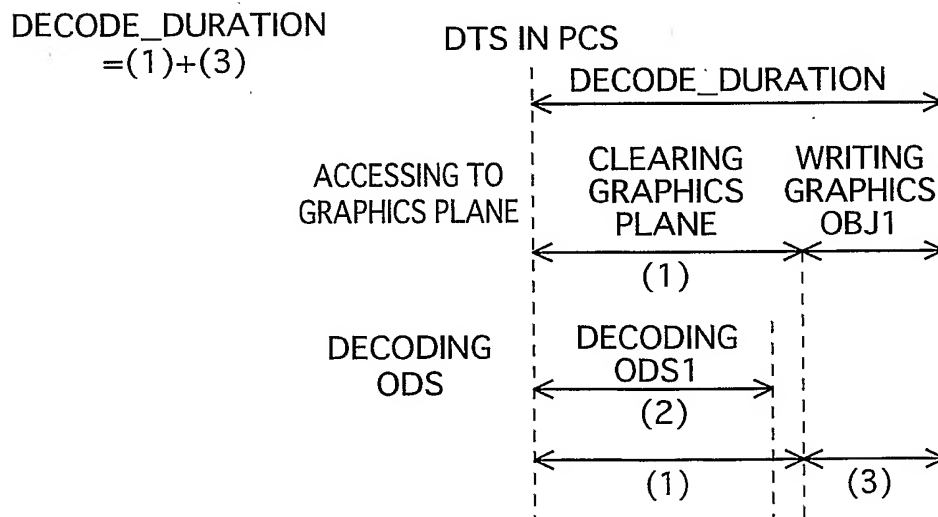 DECODE_DURATION
=(1)+(3)
DTS IN PCS
DECODE_DURATION
ACCESSING TO
GRAPHICS PLANE
CLEARING
GRAPHICS
PLANE
WRITING
GRAPHICS
OBJ1
(1)
DECODING
ODS
DECODING
ODS1
(2)
(1)
(3)